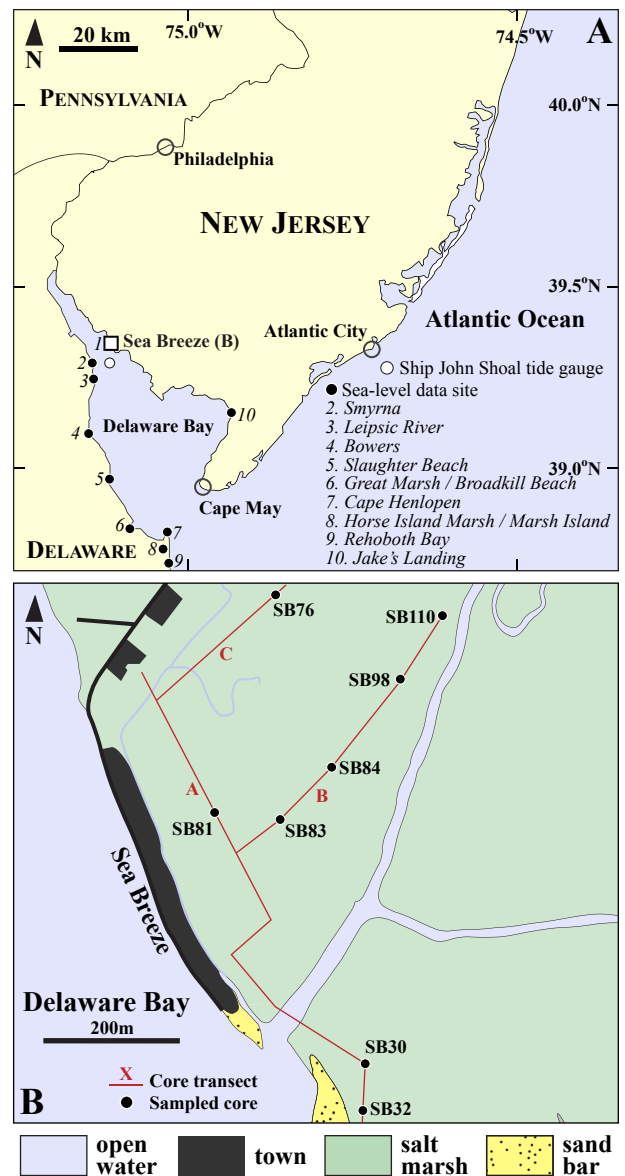 75.0°W
74.5°W
A
20 km
N
PENNSYLVANIA
40.0°N
Philadelphia
NEW JERSEY
39.5°N
Atlantic City
Atlantic Ocean
1
Sea Breeze (B)
Ship John Shoal tide gauge
2
3
Sea-level data site
2. Smyrna
3. Leipsic River
4. Bowers
5. Slaughter Beach
6. Great Marsh / Broadkill Beach
7. Cape Henlopen
8. Horse Island Marsh / Marsh Island
9. Rehoboth Bay
10. Jake's Landing
10
4
Delaware Bay
39.0°N
5
Cape May
6
7
DELAWARE
8
9
N
SB76
SB110
C
SB98
SB84
A
B
SB81
SB83
Sea Breeze
Delaware Bay
200m
SB30
X
Core transect
Sampled core
SB32
B
open water
town
salt marsh
sand bar